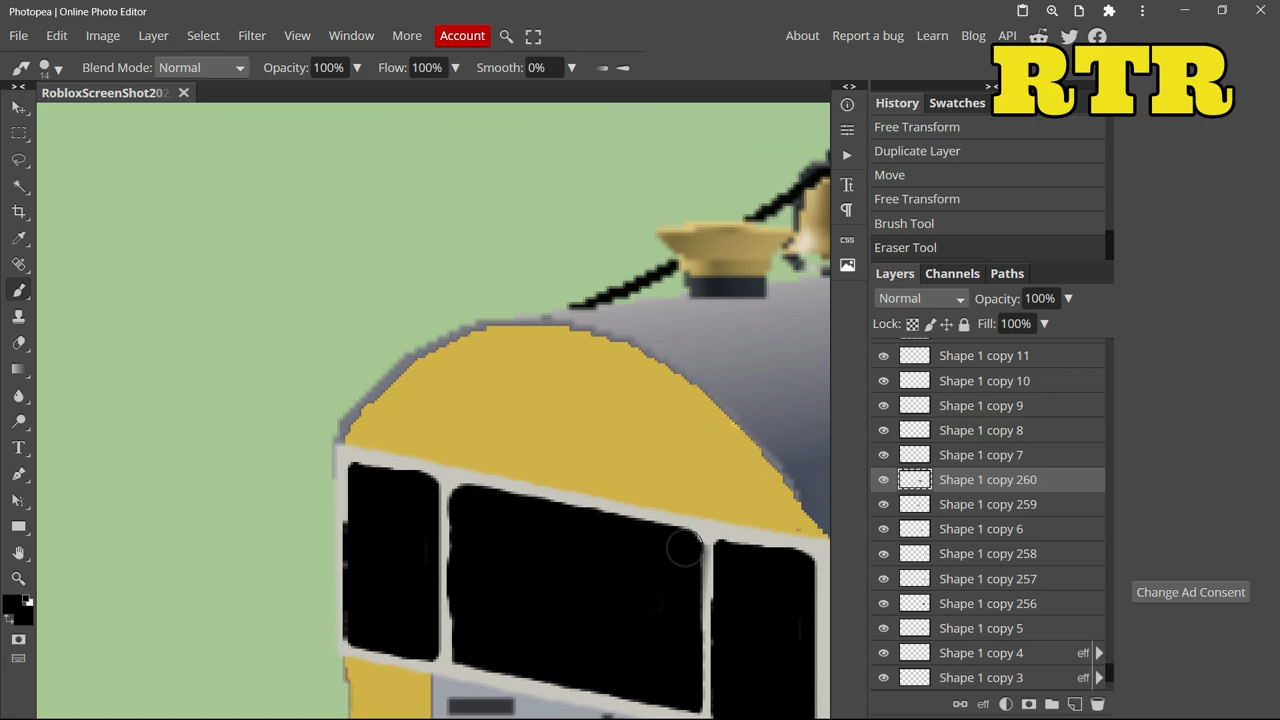 Photopea | Online Photo Editor
File Edit Image Layer Select Filter View Window More Account About Report a bug Learn Blog API
14 Blend Mode: Normal Opacity: 100% Flow: 100% Smooth: 0%
RTR
RobloxScreenShot202
History Swatches
Free Transform
Duplicate Layer
Move
Free Transform
Brush Tool
Eraser Tool
CSS
Layers Channels Paths
Normal Opacity: 100%
Lock: Fill: 100%
Shape 1 copy 11
Shape 1 copy 10
Shape 1 copy 9
Shape 1 copy 8
Shape 1 copy 7
Shape 1 copy 260
Shape 1 copy 259
Shape 1 copy 6
Shape 1 copy 258
Shape 1 copy 257
Shape 1 copy 256
Shape 1 copy 5
Shape 1 copy 4 eff
Shape 1 copy 3 eff
eff
Change Ad Consent